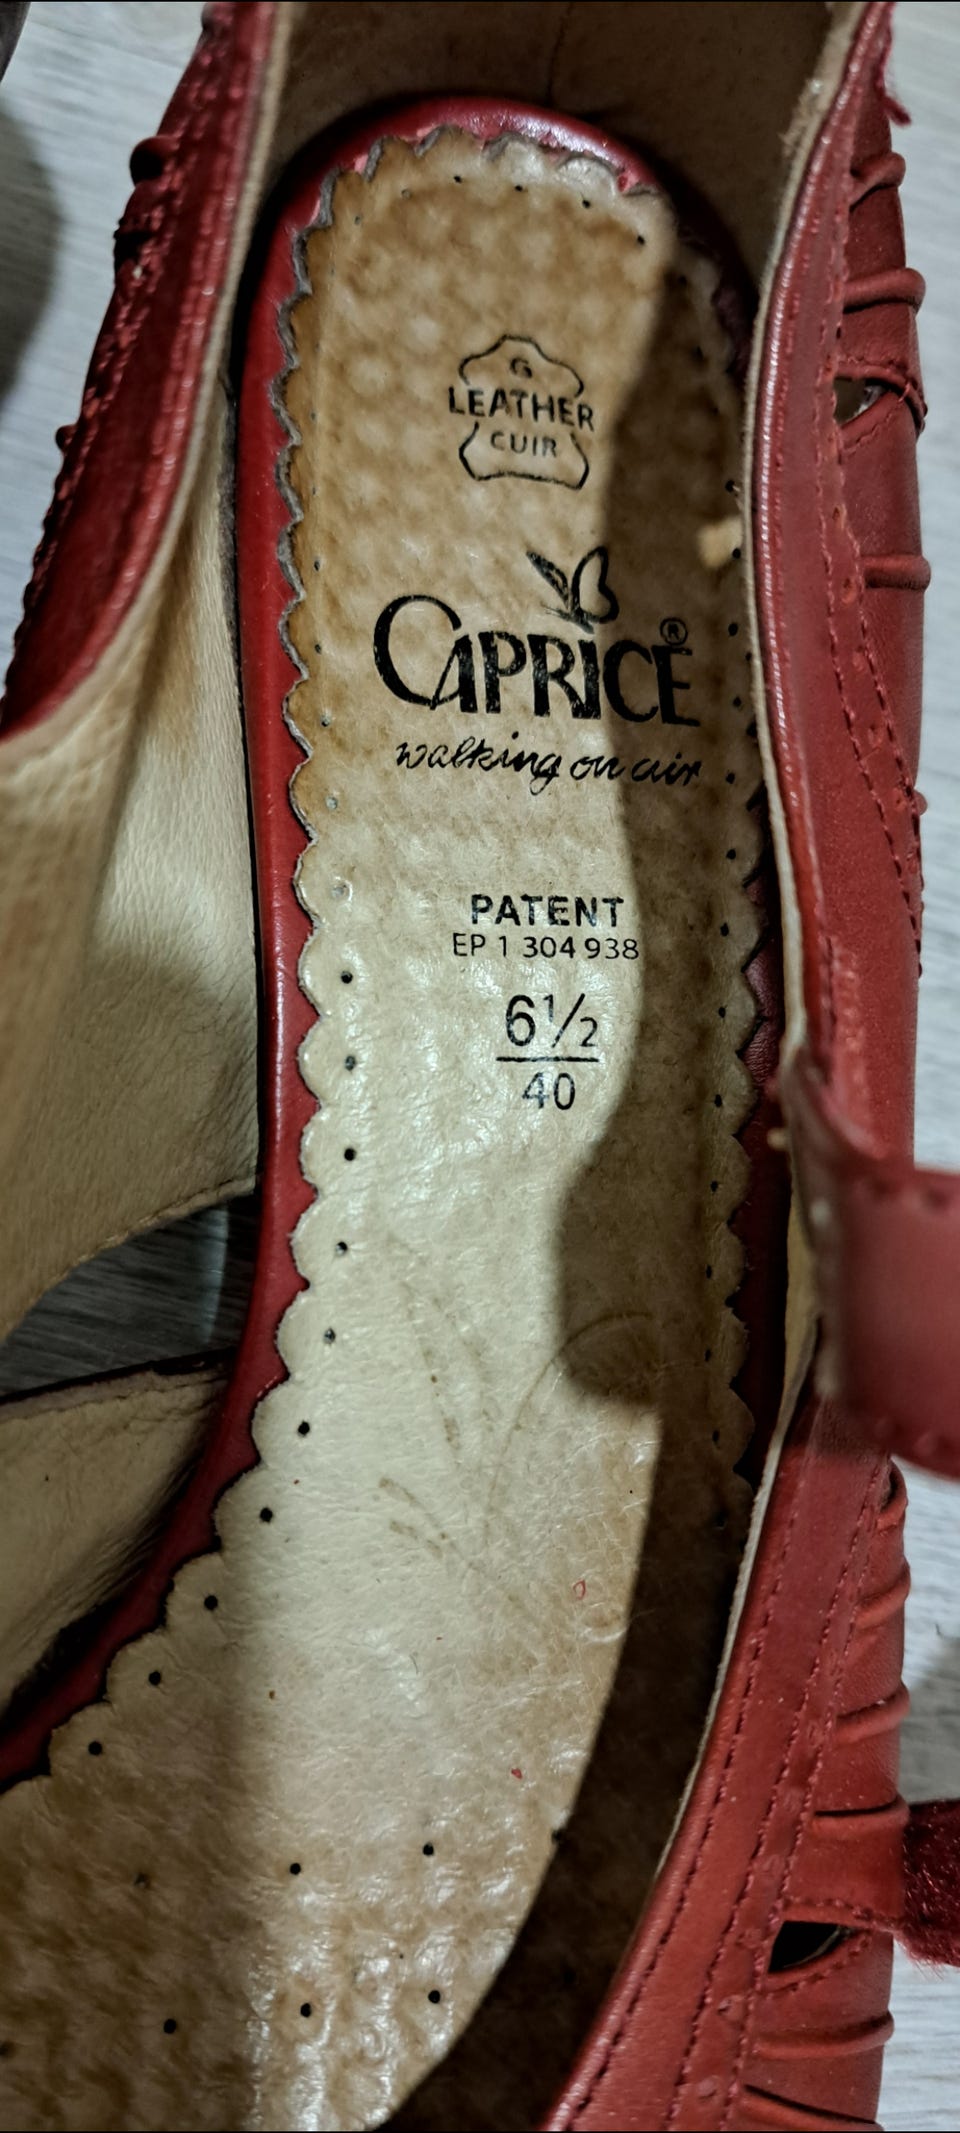 G
LEATHER
CUIR
CAPRICE®
walking on air
PATENT
EP 1 304 938
6½
40